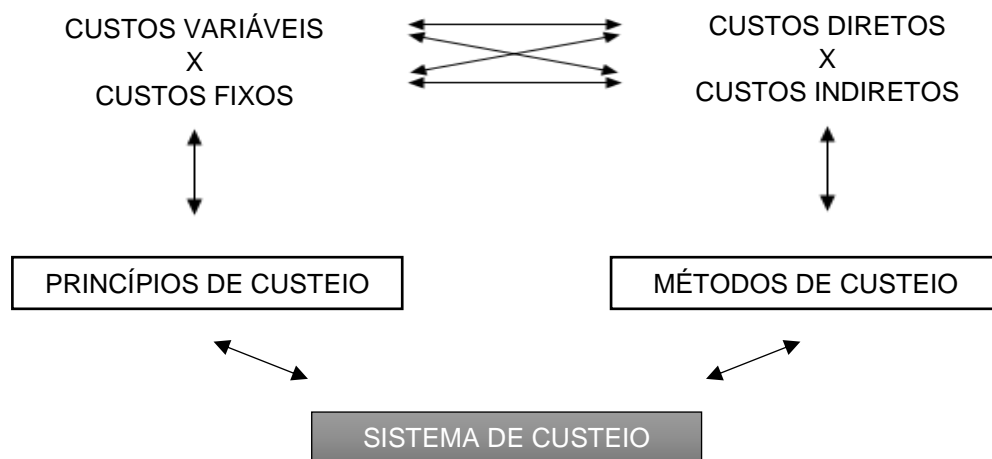 CUSTOS VARIÁVEIS
X
CUSTOS FIXOS
CUSTOS DIRETOS
X
CUSTOS INDIRETOS
PRINCÍPIOS DE CUSTEIO
MÉTODOS DE CUSTEIO
SISTEMA DE CUSTEIO